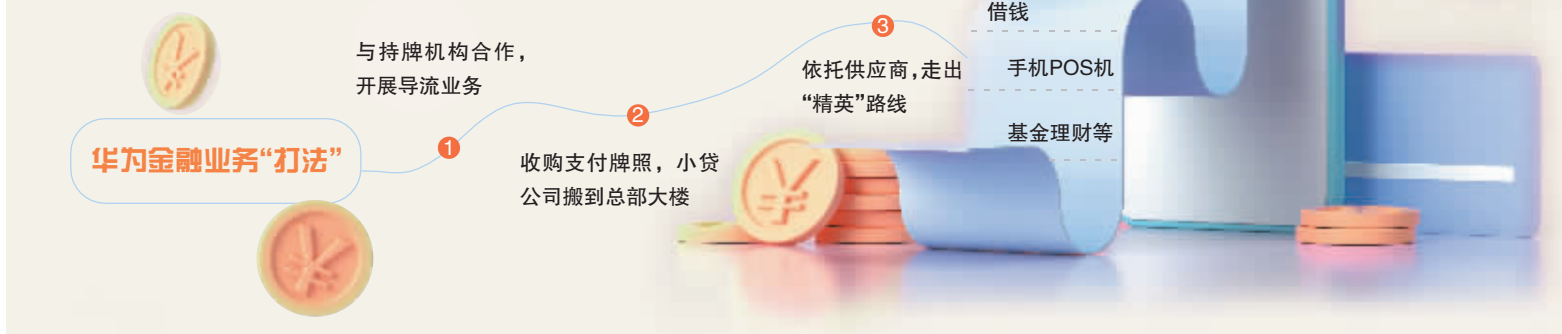 华为金融业务“打法”
1
与持牌机构合作，
开展导流业务
2
收购支付牌照，小贷
公司搬到总部大楼
3
依托供应商，走出
“精英”路线
借钱
手机POS机
基金理财等
¥
¥
¥